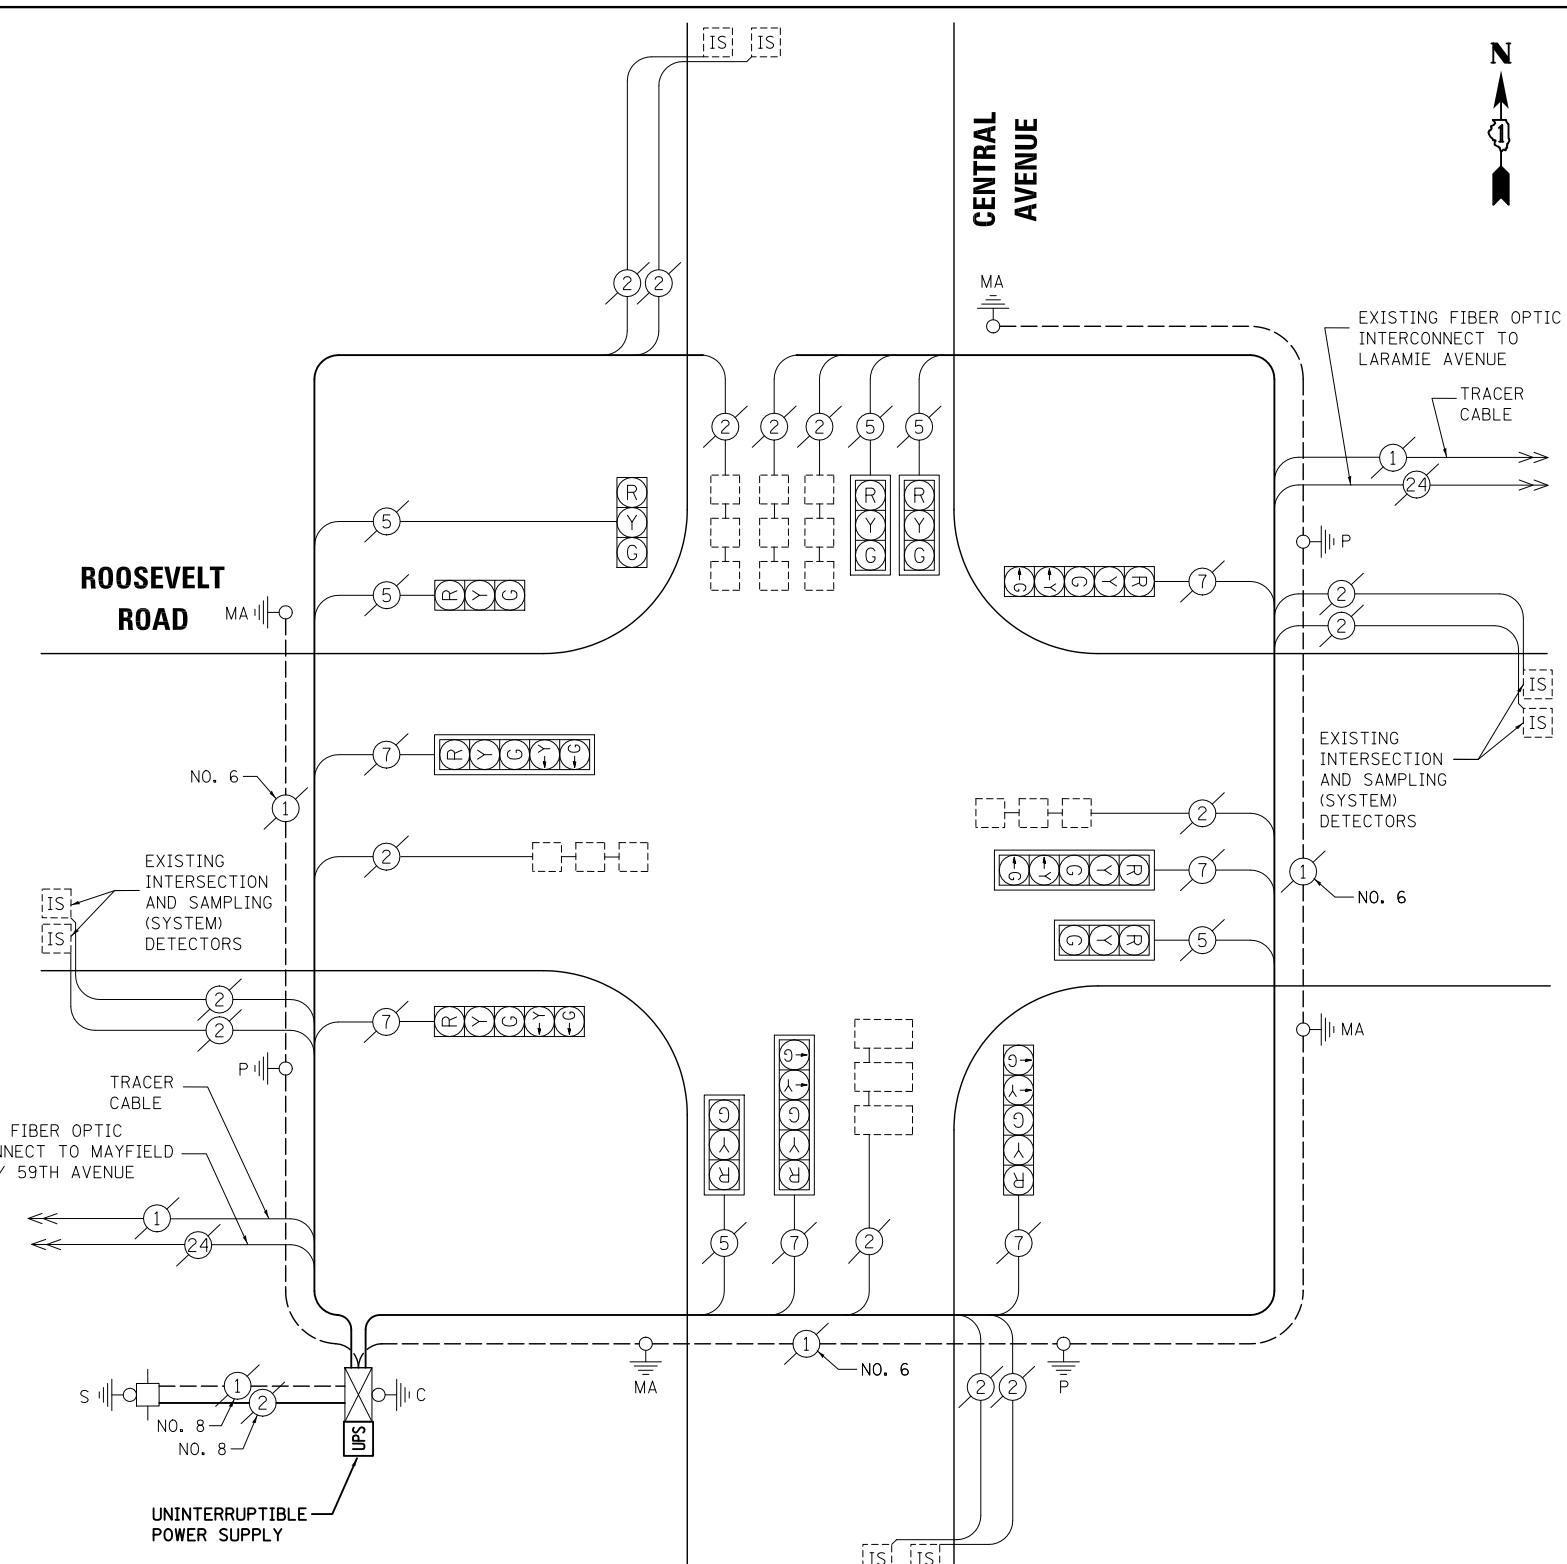 IS IS
N
1
CENTRAL
AVENUE
MA
2 2
EXISTING FIBER OPTIC
INTERCONNECT TO
LARAMIE AVENUE
TRACER
CABLE
2 2 2 5 5
1
24
R
Y
G
R
Y
G
R
Y
G
5
P
ROOSEVELT
ROAD
MA
5 R Y G
G Y G Y R 7
2
2
IS
IS
EXISTING
INTERSECTION
AND SAMPLING
(SYSTEM)
DETECTORS
7 R Y G Y G
NO. 6
1
2
2
EXISTING
INTERSECTION
AND SAMPLING
(SYSTEM)
DETECTORS
IS
IS
G Y G Y R 7
1
NO. 6
G Y R 5
2
2
7 R Y G Y G
MA
P
TRACER
CABLE
FIBER OPTIC
NNECT TO MAYFIELD
/ 59TH AVENUE
G
Y
R
G
Y
G
Y
R
G
Y
G
Y
R
1
24
5 7 2 7
1
NO. 6
MA
P
S
1
2
C
NO. 8
NO. 8
UPS
2 2
UNINTERRUPTIBLE
POWER SUPPLY
IS IS